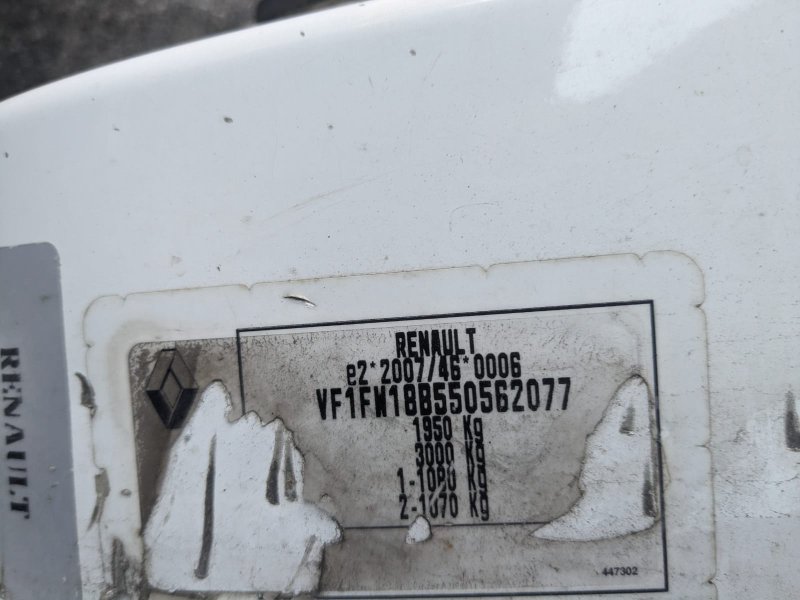 RENAULT
RENAULT
e2*2007/46*0006
VF1FW18B550562077
1950 Kg
3000 Kg
1-1080 Kg
2-1070 Kg
447302